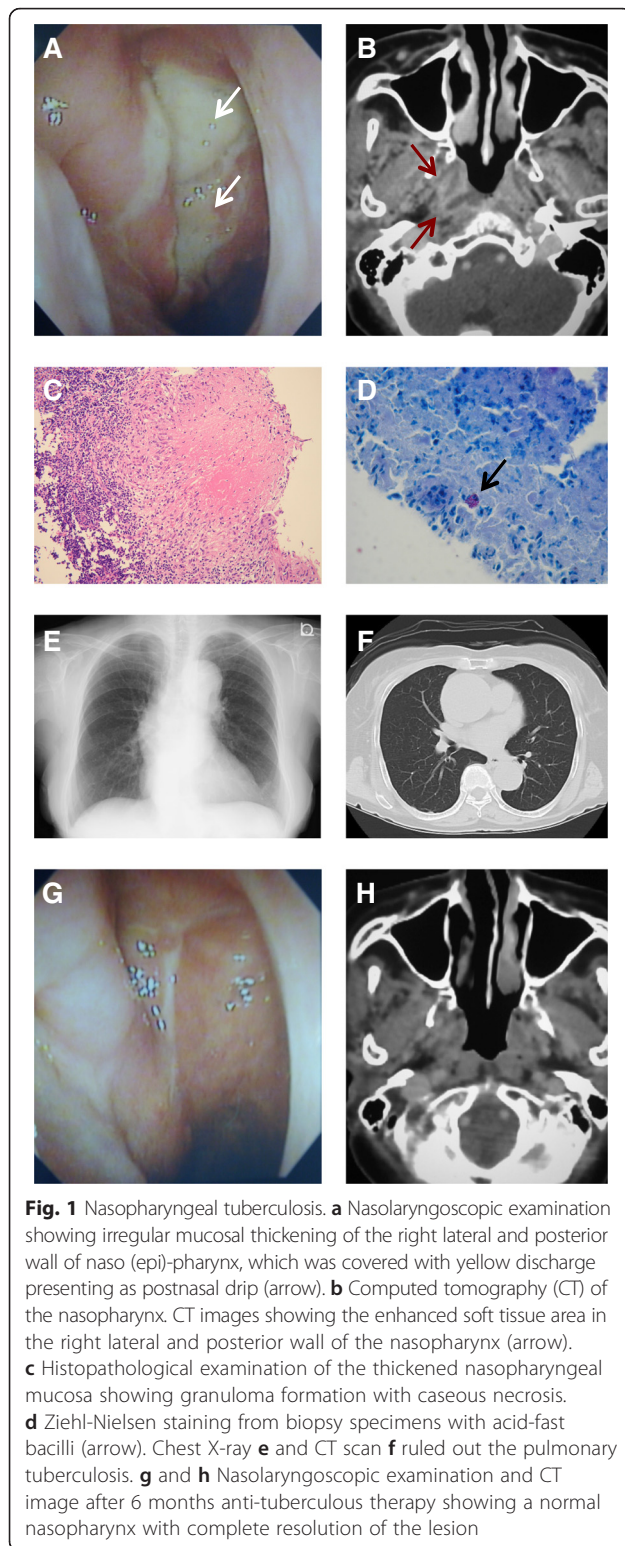 A
B
C
D
E
F
G
H
Fig. 1 Nasopharyngeal tuberculosis. a Nasolaryngoscopic examination
showing irregular mucosal thickening of the right lateral and posterior
wall of naso (epi)-pharynx, which was covered with yellow discharge
presenting as postnasal drip (arrow). b Computed tomography (CT) of
the nasopharynx. CT images showing the enhanced soft tissue area in
the right lateral and posterior wall of the nasopharynx (arrow).
c Histopathological examination of the thickened nasopharyngeal
mucosa showing granuloma formation with caseous necrosis.
d Ziehl-Nielsen staining from biopsy specimens with acid-fast
bacilli (arrow). Chest X-ray e and CT scan f ruled out the pulmonary
tuberculosis. g and h Nasolaryngoscopic examination and CT
image after 6 months anti-tuberculous therapy showing a normal
nasopharynx with complete resolution of the lesion